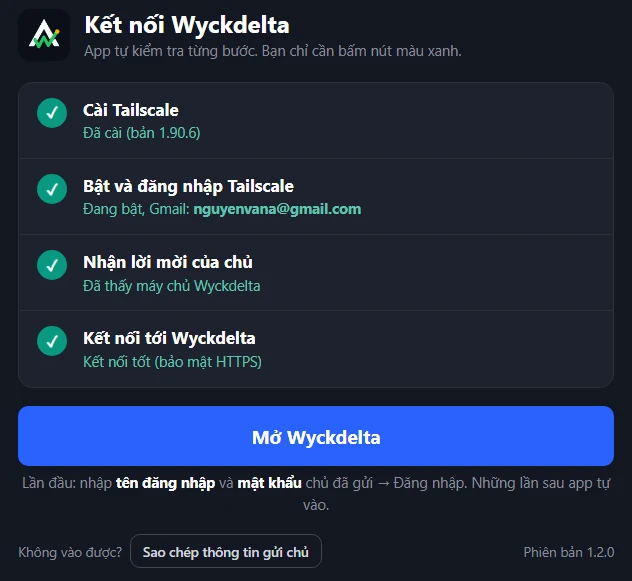 Kết nối Wyckdelta
App tự kiểm tra từng bước. Bạn chỉ cần bấm nút màu xanh.
Cài Tailscale
Đã cài (bản 1.90.6)
Bật và đăng nhập Tailscale
Đang bật, Gmail: nguyenvana@gmail.com
Nhận lời mời của chủ
Đã thấy máy chủ Wyckdelta
Kết nối tới Wyckdelta
Kết nối tốt (bảo mật HTTPS)
Mở Wyckdelta
Lần đầu: nhập tên đăng nhập và mật khẩu chủ đã gửi → Đăng nhập. Những lần sau app tự
vào.
Không vào được? Sao chép thông tin gửi chủ Phiên bản 1.2.0